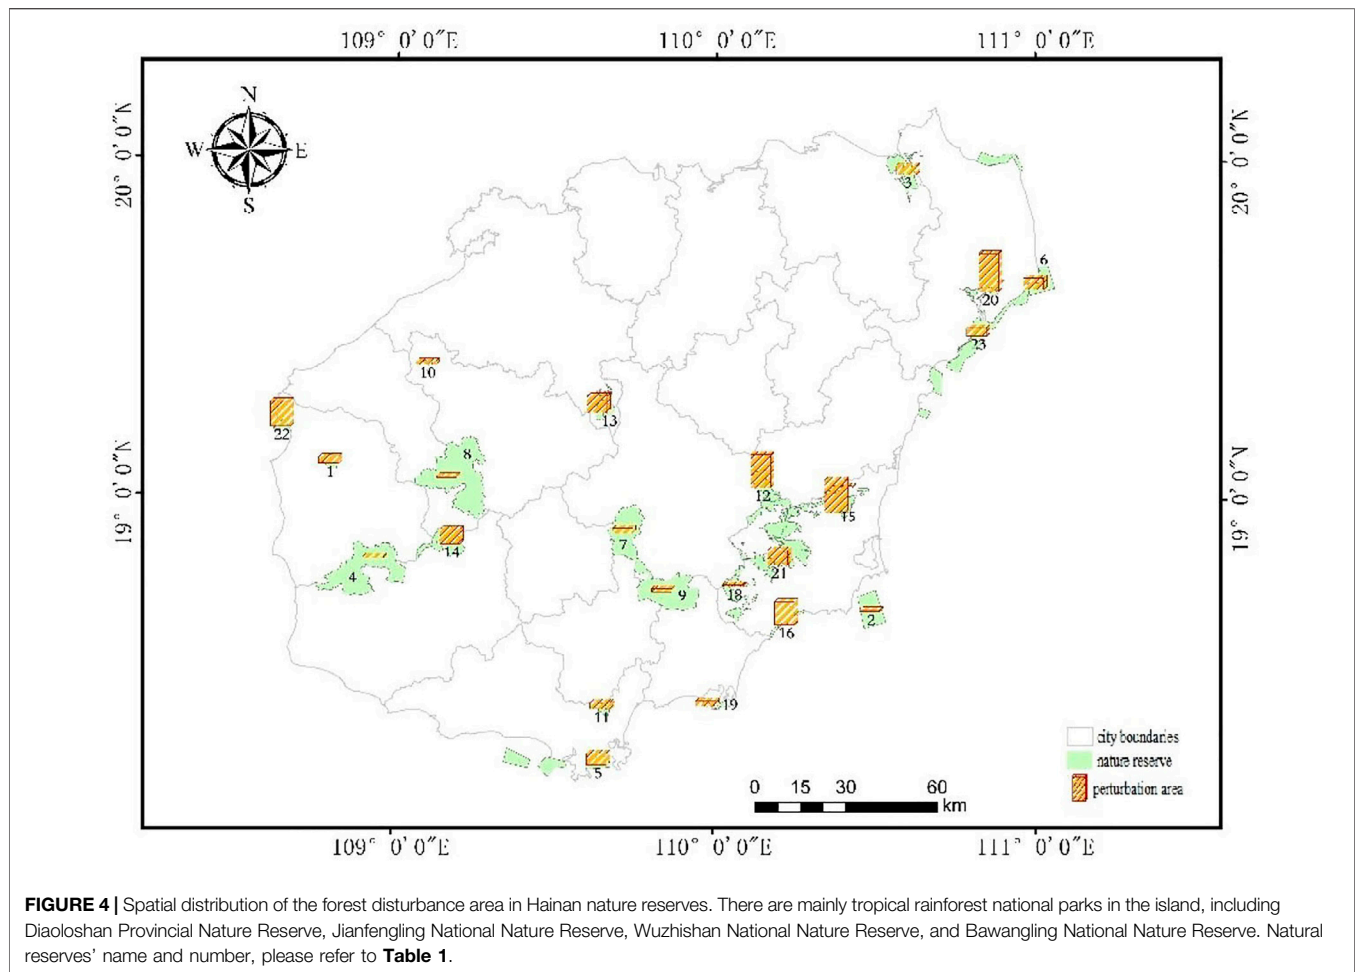 109° 0′ 0″E 110° 0′ 0″E 111° 0′ 0″E
N
W E
S
20° 0′ 0″N
20° 0′ 0″N
3
6
20
23
10
13
22
1
8
12
15
14
7
4
21
18
9
2
16
19
11
5
19° 0′ 0″N
19° 0′ 0″N
city boundaries
nature reserve
perturbation area
0 15 30 60
km
109° 0′ 0″E 110° 0′ 0″E 111° 0′ 0″E
FIGURE 4 | Spatial distribution of the forest disturbance area in Hainan nature reserves. There are mainly tropical rainforest national parks in the island, including
Diaoloshan Provincial Nature Reserve, Jianfengling National Nature Reserve, Wuzhishan National Nature Reserve, and Bawangling National Nature Reserve. Natural
reserves' name and number, please refer to Table 1.